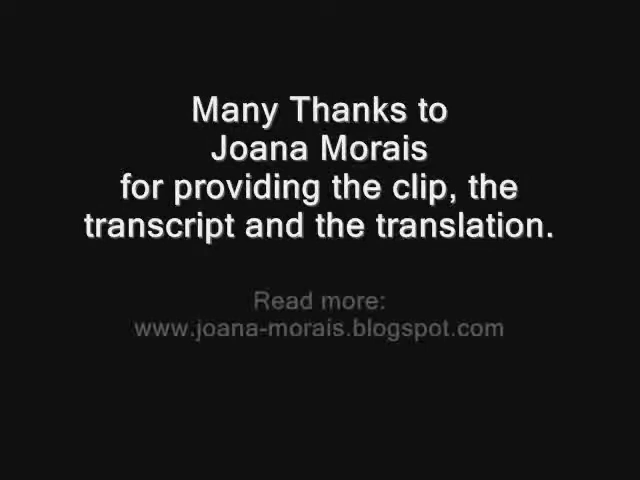 Many Thanks to
Joana Morais
for providing the clip, the
transcript and the translation.
Read more:
www.joana-morais.blogspot.com